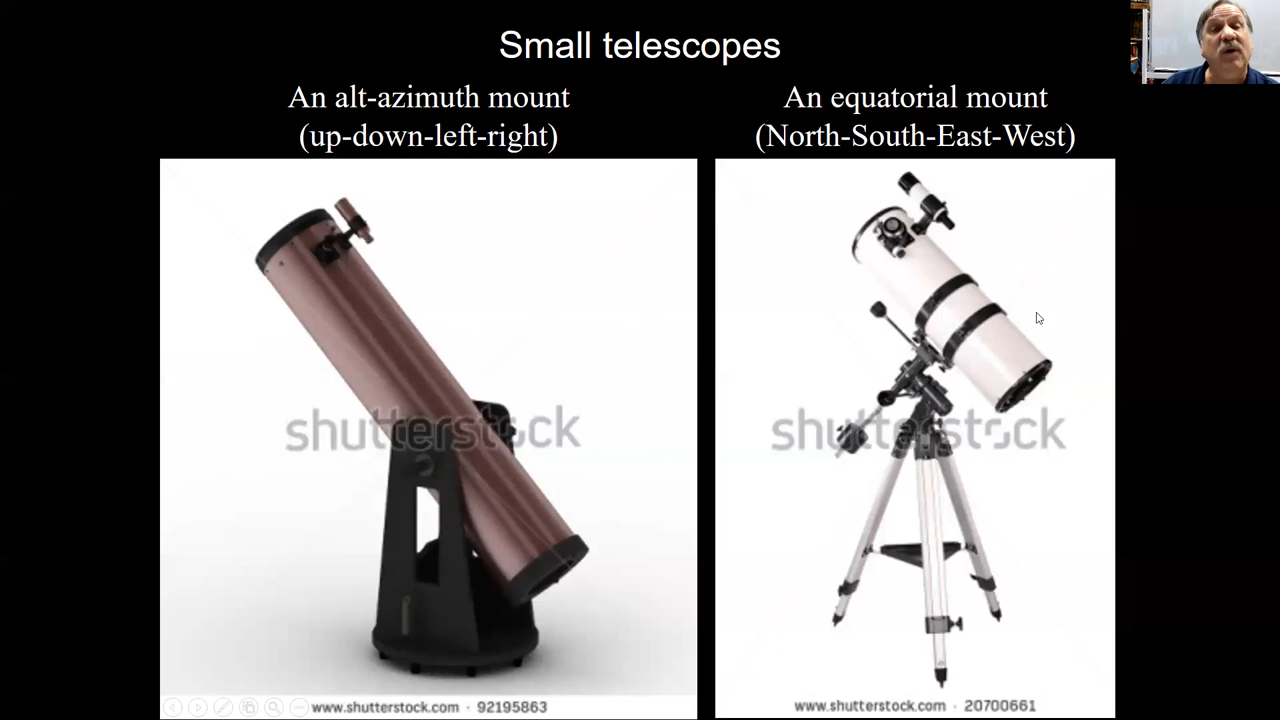 Small telescopes
An alt-azimuth mount
(up-down-left-right)
An equatorial mount
(North-South-East-West)
shutterstock
shutterstock
www.shutterstock.com · 92195863
www.shutterstock.com · 20700661